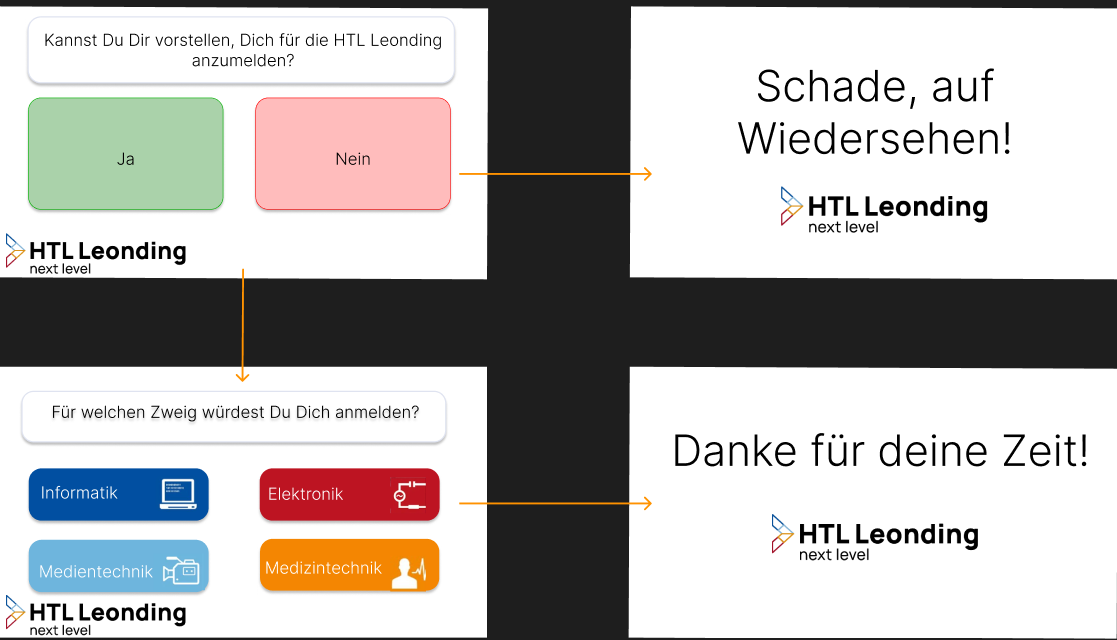 Kannst Du Dir vorstellen, Dich für die HTL Leonding
anzumelden?
Ja
Nein
HTL Leonding
next level
Schade, auf
Wiedersehen!
HTL Leonding
next level
Für welchen Zweig würdest Du Dich anmelden?
Informatik
Elektronik
Medientechnik
Medizintechnik
HTL Leonding
next level
Danke für deine Zeit!
HTL Leonding
next level